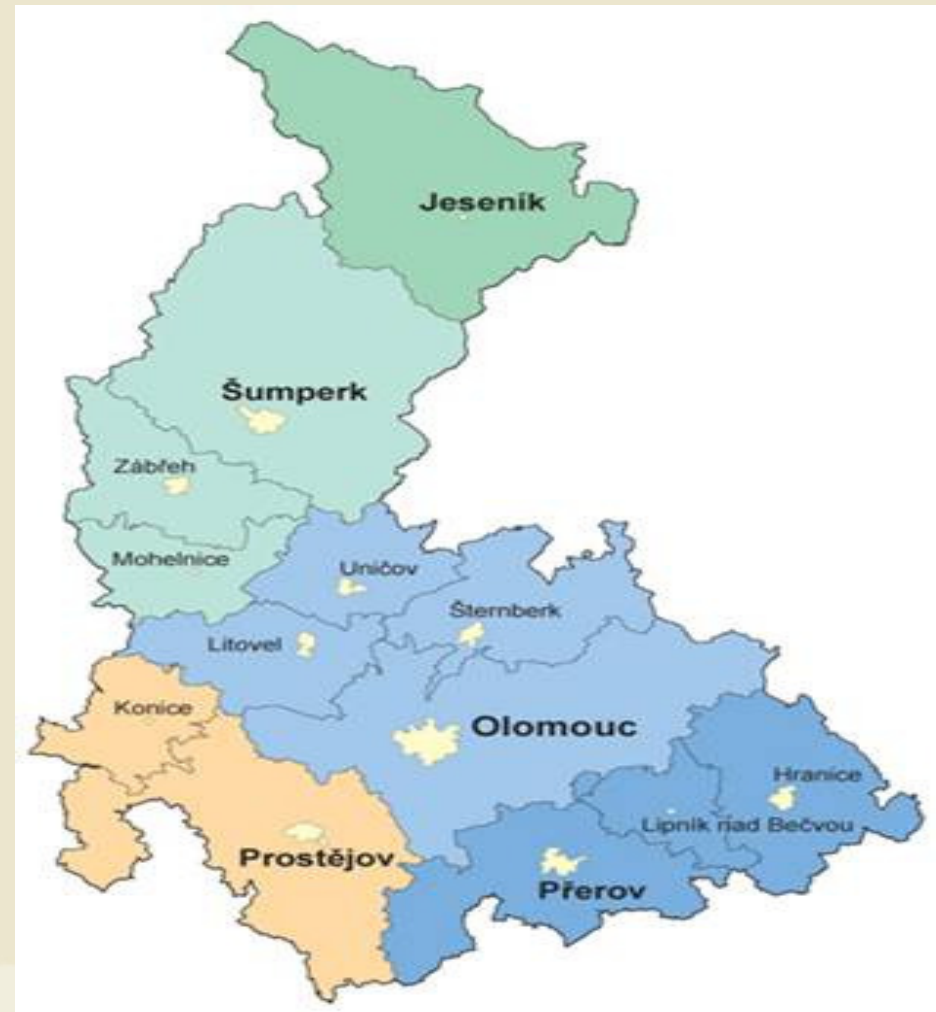 Jeseník
Šumperk
Zábřeh
Mohelnice
Uničov
Šternberk
Litovel
Konice
Olomouc
Hranice
Lipník nad Bečvou
Prostějov
Přerov